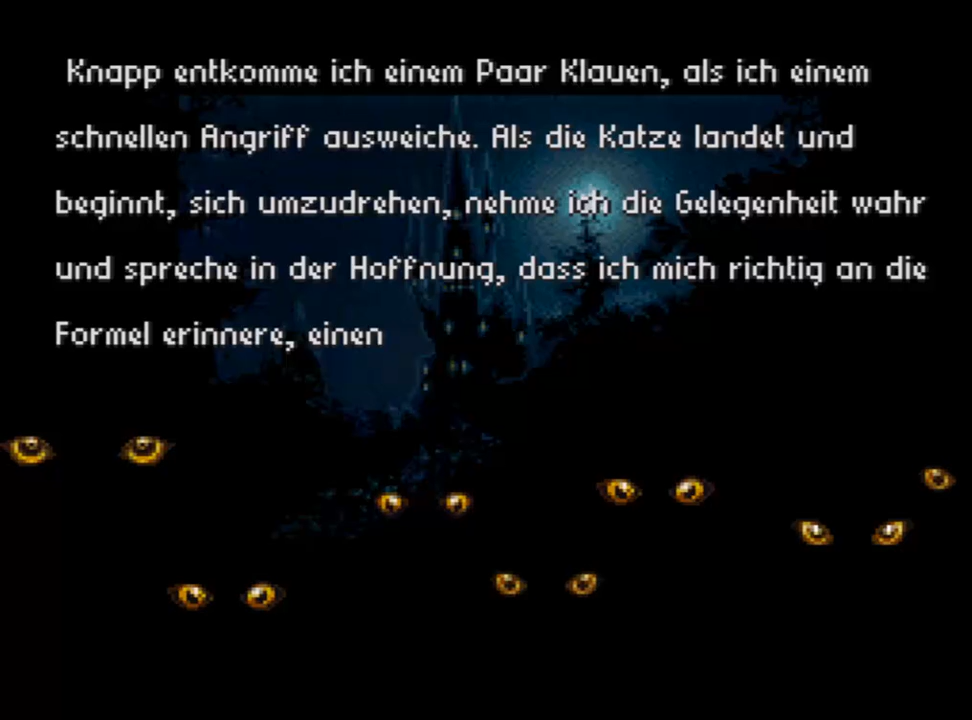 Knapp entkomme ich einem Paar Klauen, als ich einem
schnellen Angriff ausweiche. Als die Katze landet und
beginnt, sich umzudrehen, nehme ich die Gelegenheit wahr
und spreche in der Hoffnung, dass ich mich richtig an die
Formel erinnere, einen